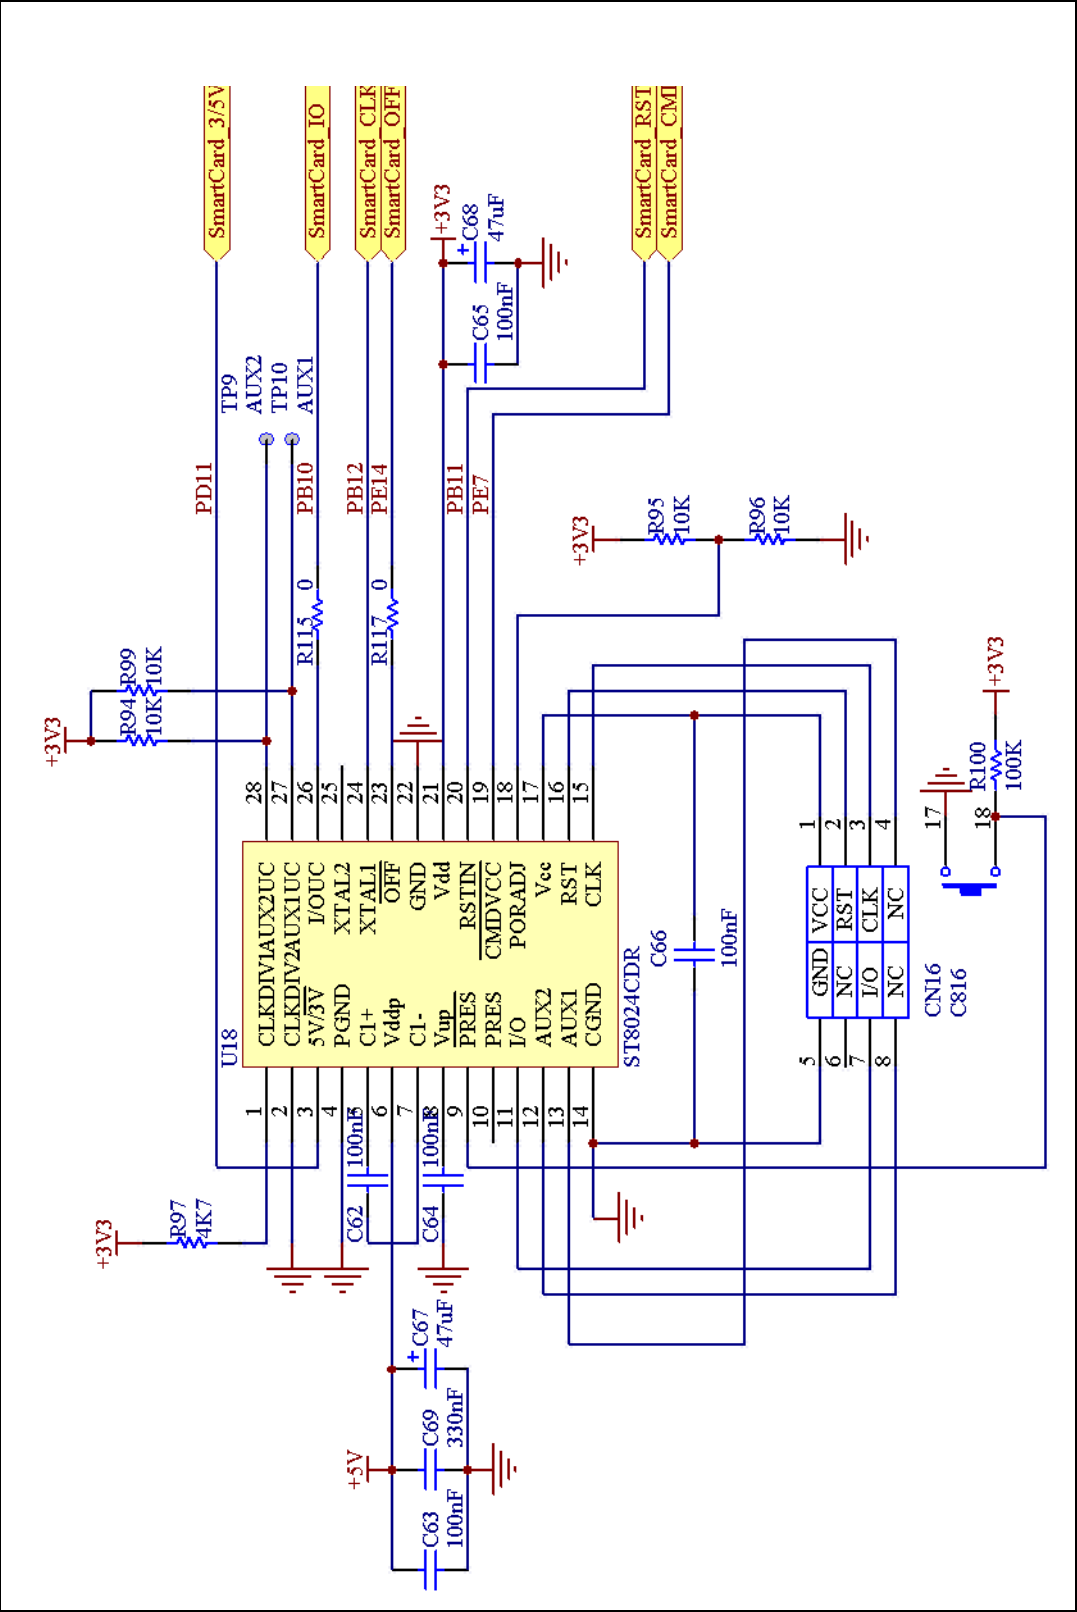 SmartCard_3/5V
SmartCard_IO
SmartCard_CLK
SmartCard_OFF
SmartCard_RST
SmartCard_CMD
+3V3
C68
47uF
C65
100nF
TP9
AUX2
TP10
AUX1
PD11
PB10
PB12
PE14
PB11
PE7
+3V3
R95
10K
R96
10K
R115
0
R117
0
+3V3
R99
10K
R94
10K
28
27
26
25
24
23
22
21
20
19
18
17
16
15
U18
ST8024CDR
CLKDIV1
AUX2UC
CLKDIV2
AUX1UC
5V/3V
I/OUC
PGND
XTAL2
C1+
XTAL1
Vddp
OFF
C1-
GND
Vup
Vdd
PRES
RSTIN
PRES
CMDVCC
I/O
PORADJ
AUX2
Vcc
AUX1
RST
CGND
CLK
1
2
3
4
5
6
7
8
9
10
11
12
13
14
+3V3
R97
4K7
C62
100nF
C64
100nF
C66
100nF
+3V3
R100
100K
17
18
1
2
3
4
GND
VCC
NC
RST
I/O
CLK
NC
NC
5
6
7
8
CN16
C816
C67
47uF
C69
330nF
C63
100nF
+5V